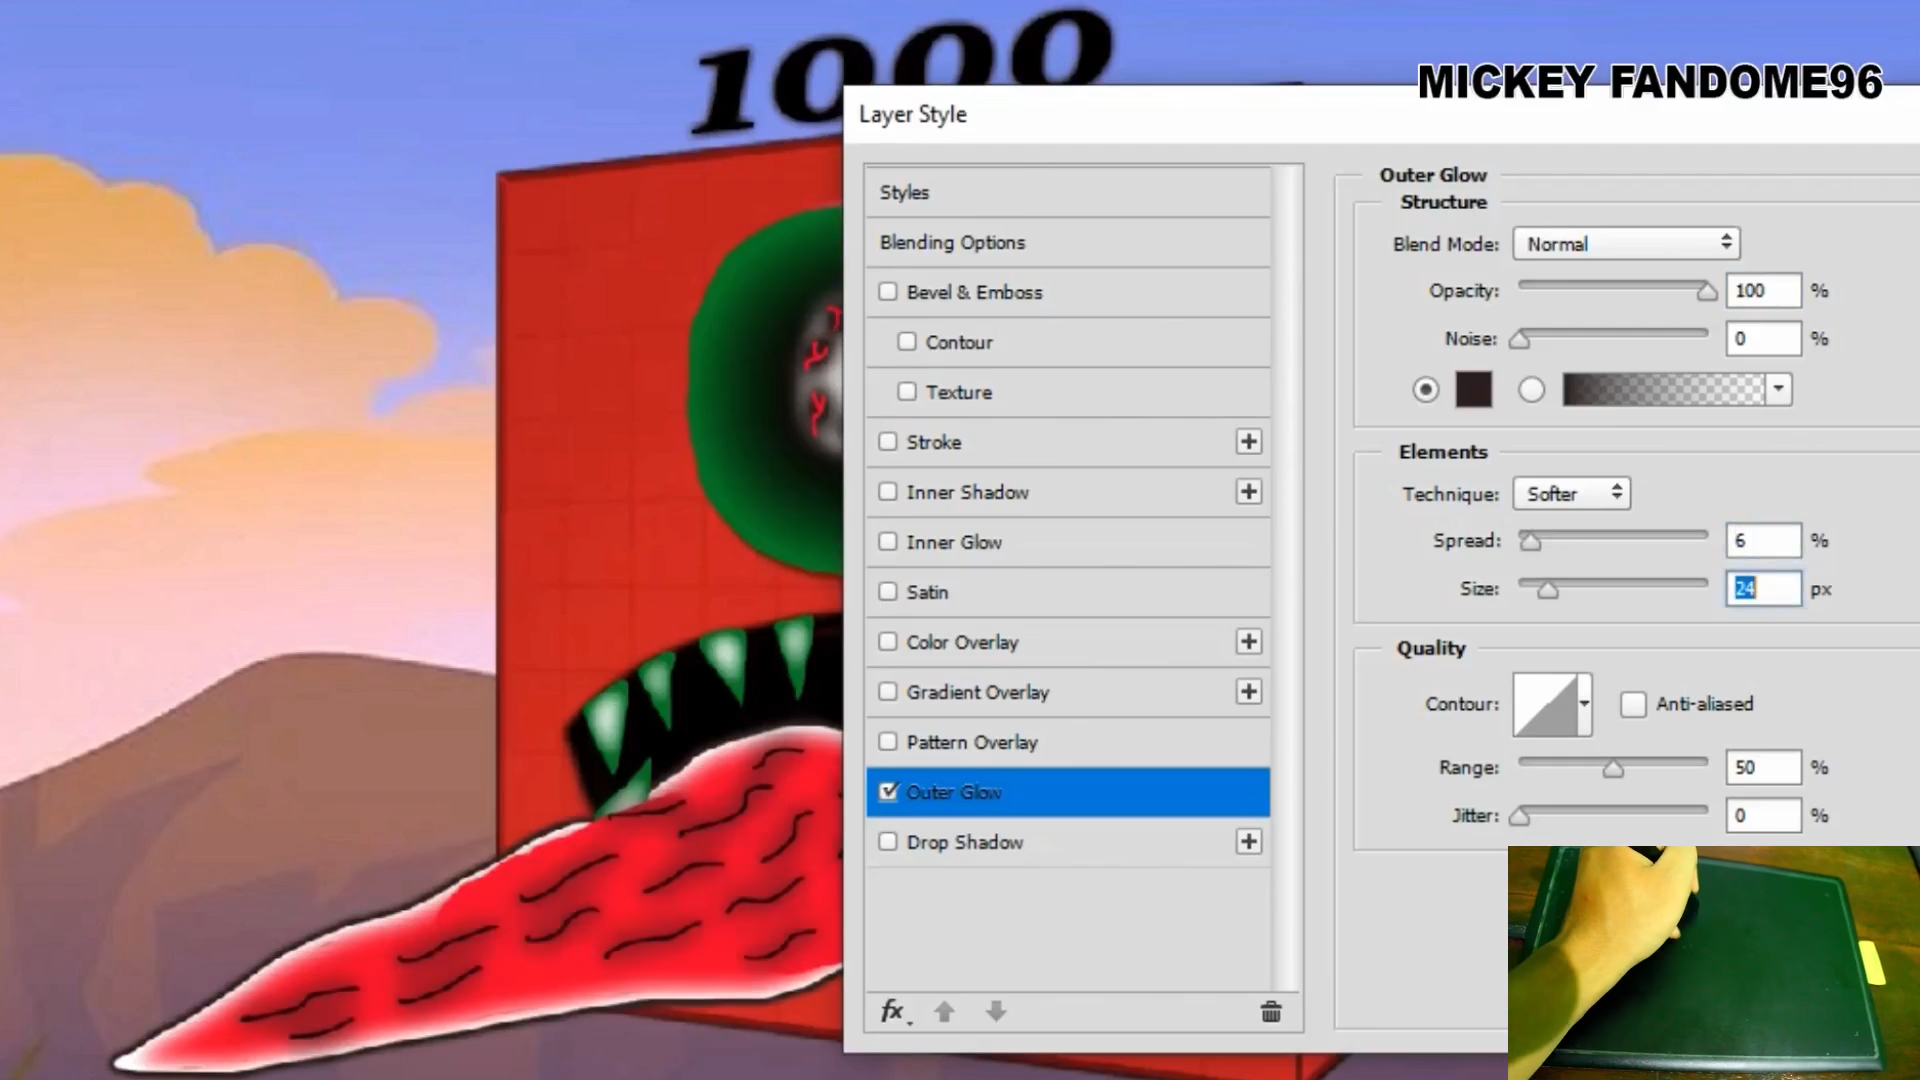 1000
MICKEY FANDOME96
Layer Style
Styles
Blending Options
Bevel & Emboss
Contour
Texture
Stroke
Inner Shadow
Inner Glow
Satin
Color Overlay
Gradient Overlay
Pattern Overlay
Outer Glow
Drop Shadow
fx
Outer Glow
Structure
Blend Mode: Normal
Opacity: 100 %
Noise: 0 %
Elements
Technique: Softer
Spread: 6 %
Size: 24 px
Quality
Contour: Anti-aliased
Range: 50 %
Jitter: 0 %